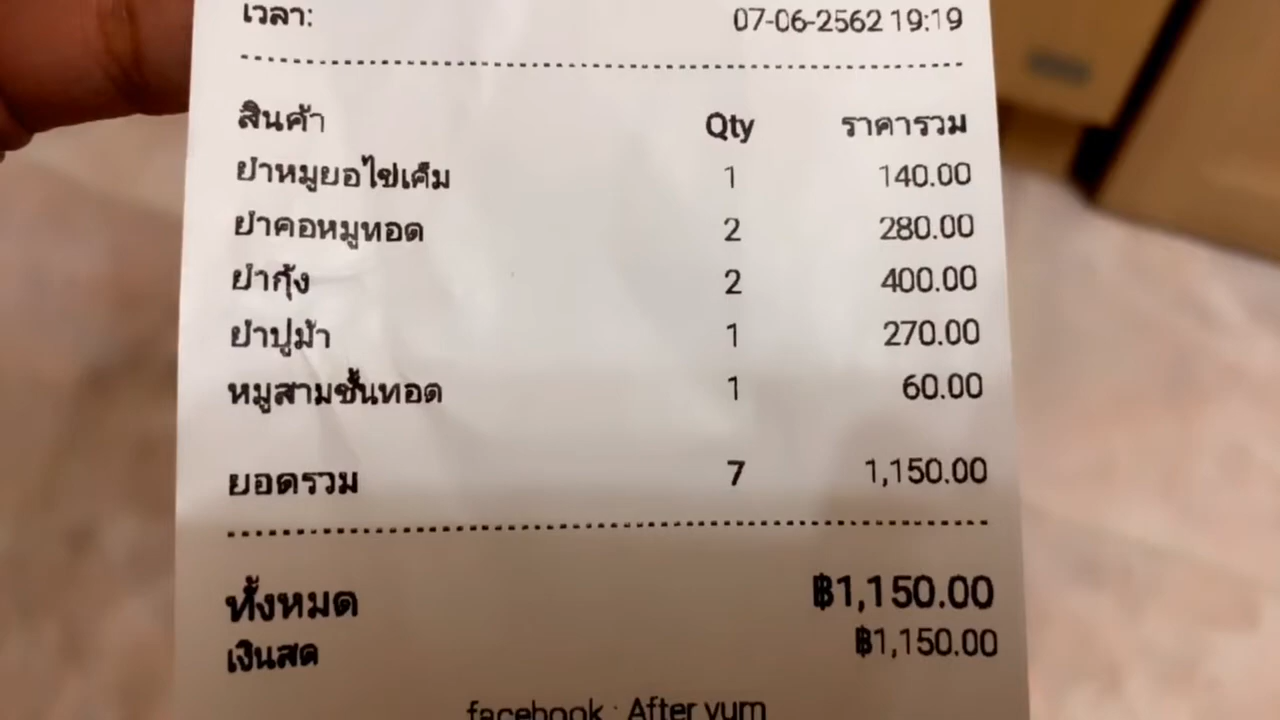 เวลา: 07-06-2562 19:19
สินค้า Qty ราคารวม
ยำหมูยอไข่เค็ม 1 140.00
ยำคอหมูทอด 2 280.00
ยำกุ้ง 2 400.00
ยำปูม้า 1 270.00
หมูสามชั้นทอด 1 60.00
ยอดรวม 7 1,150.00
ทั้งหมด ฿1,150.00
เงินสด ฿1,150.00
facebook : After yum